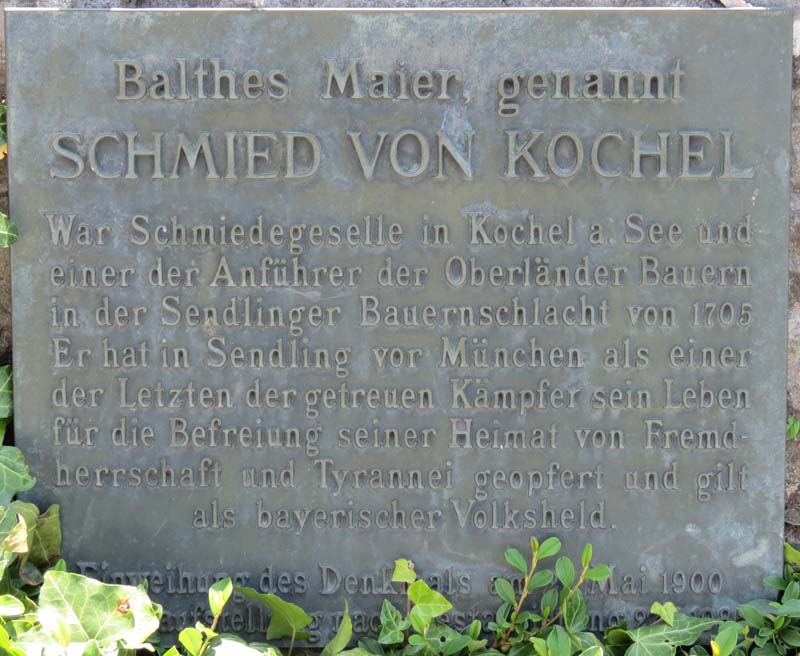 Balthes Maier, genannt
SCHMIED VON KOCHEL
War Schmiedegeselle in Kochel a. See und
einer der Anführer der Oberländer Bauern
in der Sendlinger Bauernschlacht von 1705
Er hat in Sendling vor München als einer
der Letzten der getreuen Kämpfer sein Leben
für die Befreiung seiner Heimat von Fremd-
herrschaft und Tyrannei geopfert und gilt
als bayerischer Volksheld.
Einweihung des Denkmals am Mai 1900